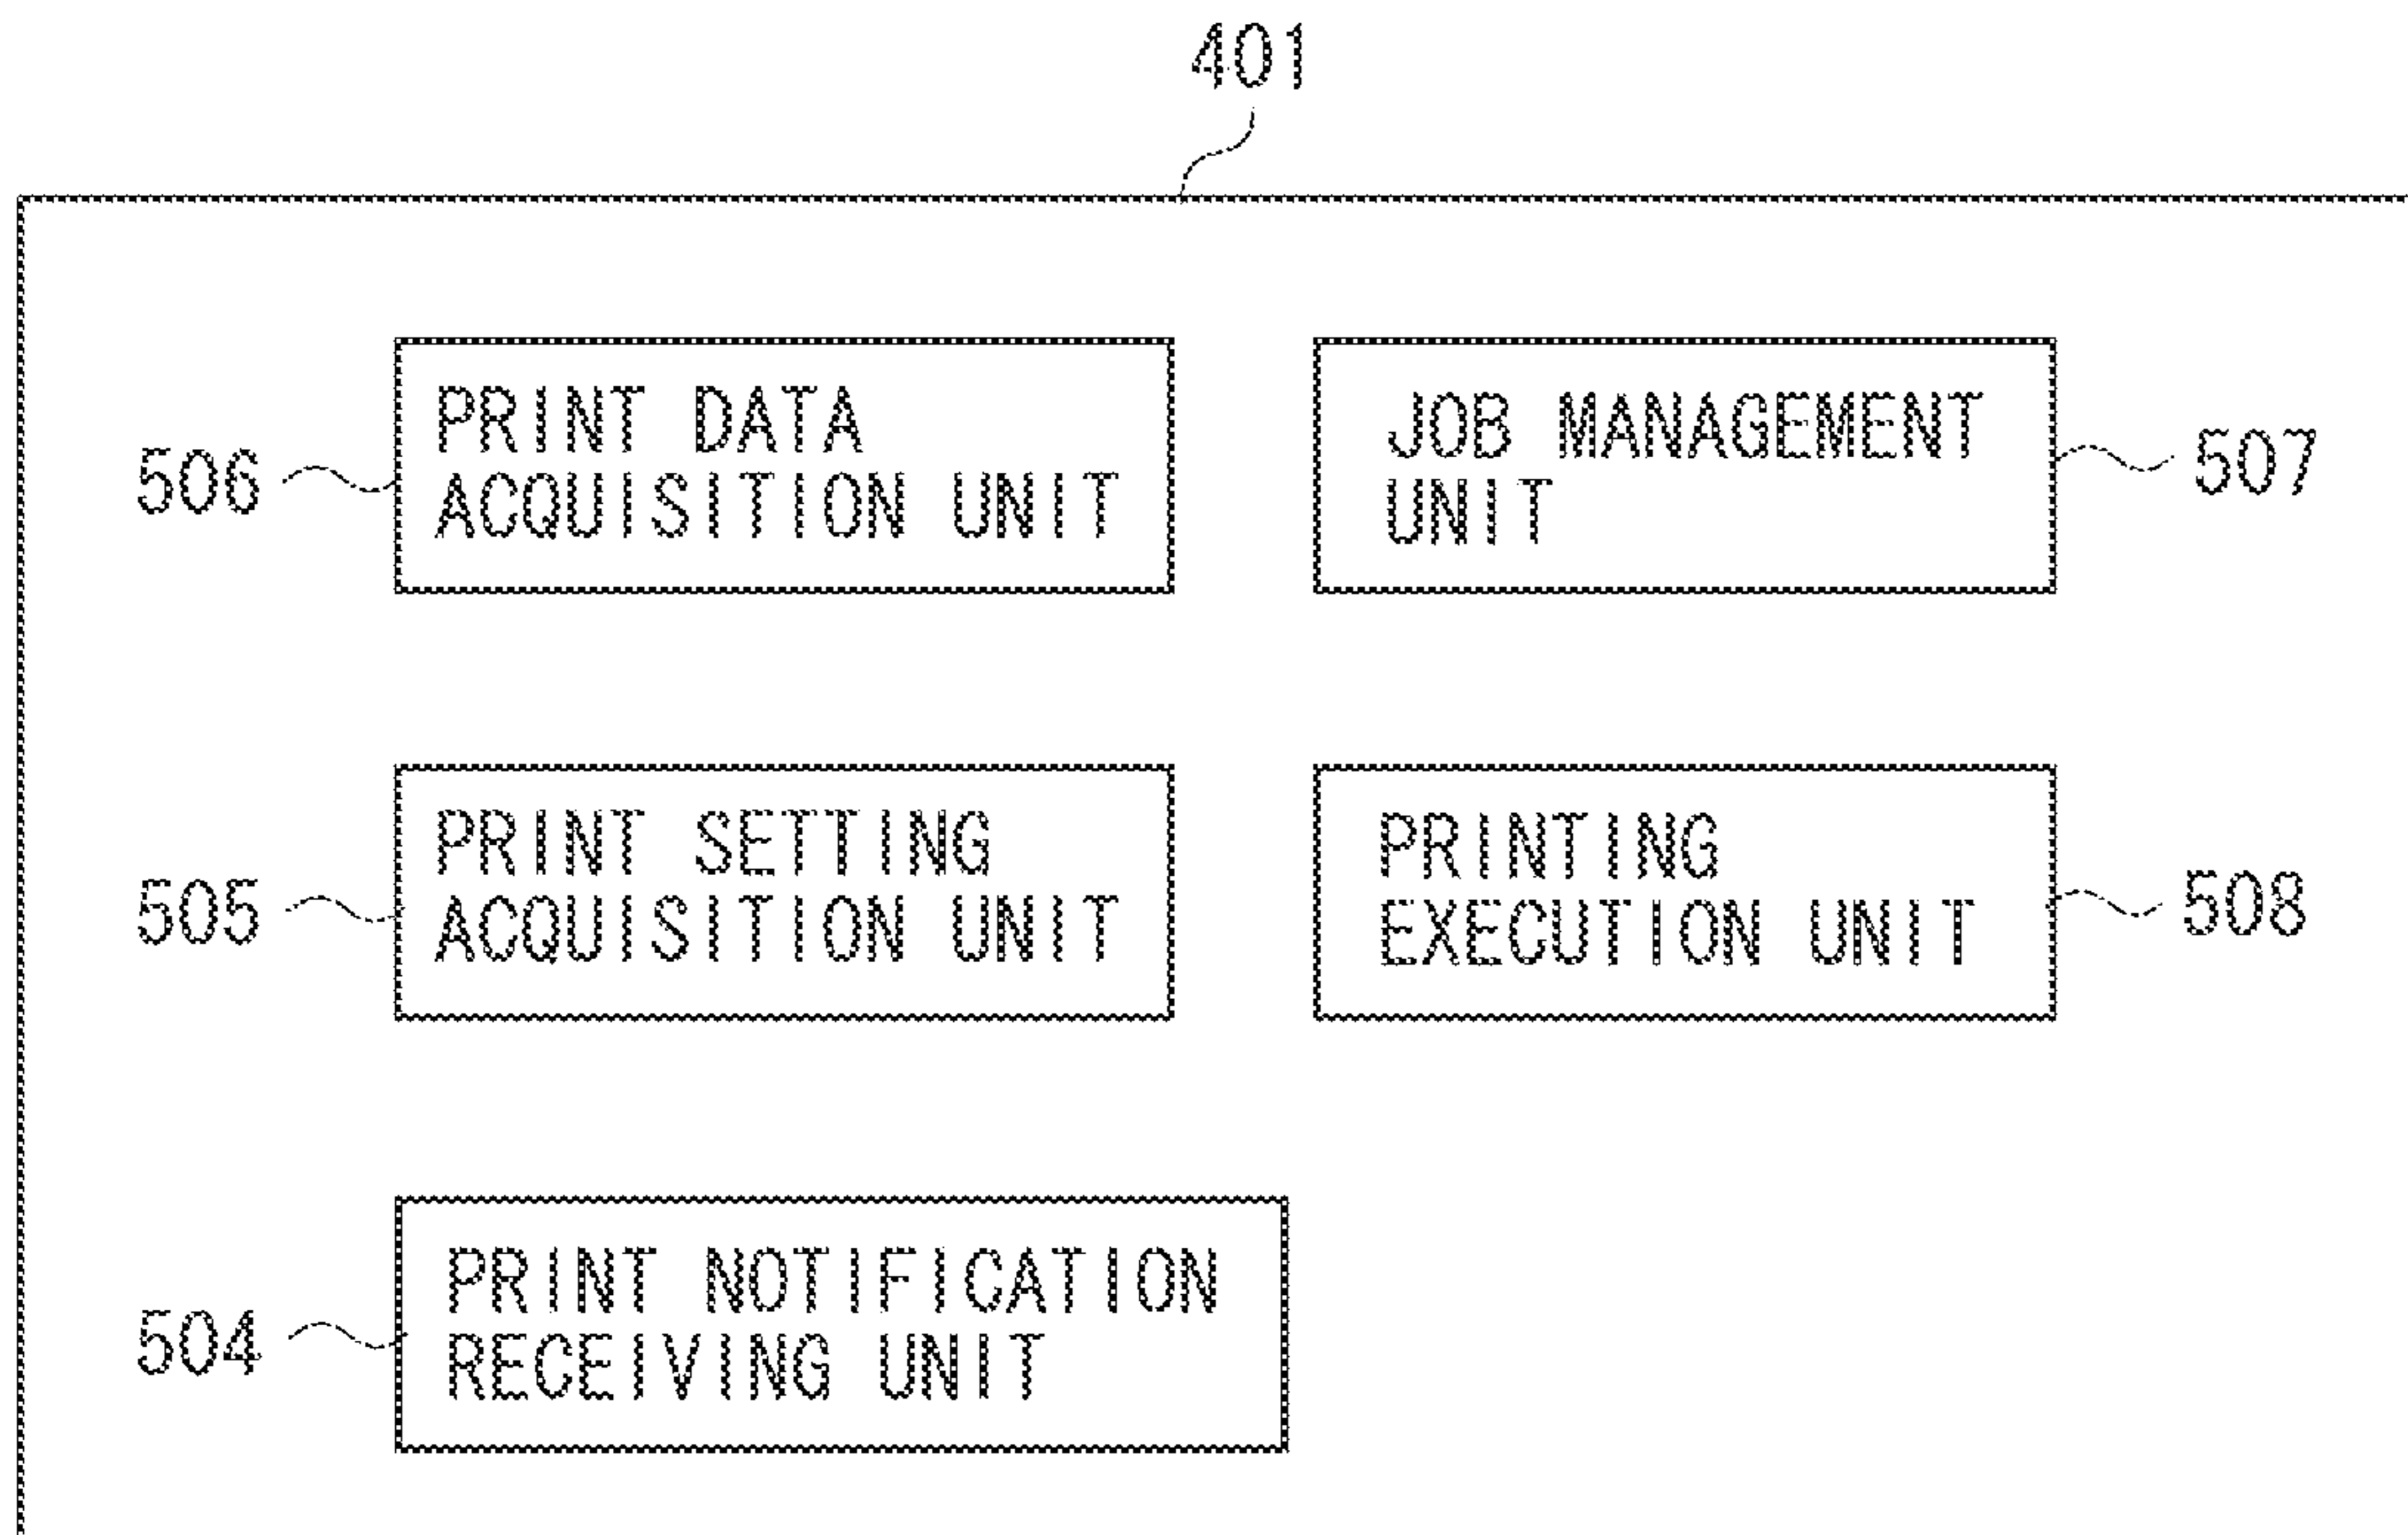 401
506
PRINT DATA
ACQUISITION UNIT
JOB MANAGEMENT
UNIT
507
505
PRINT SETTING
ACQUISITION UNIT
PRINTING
EXECUTION UNIT
508
504
PRINT NOTIFICATION
RECEIVING UNIT